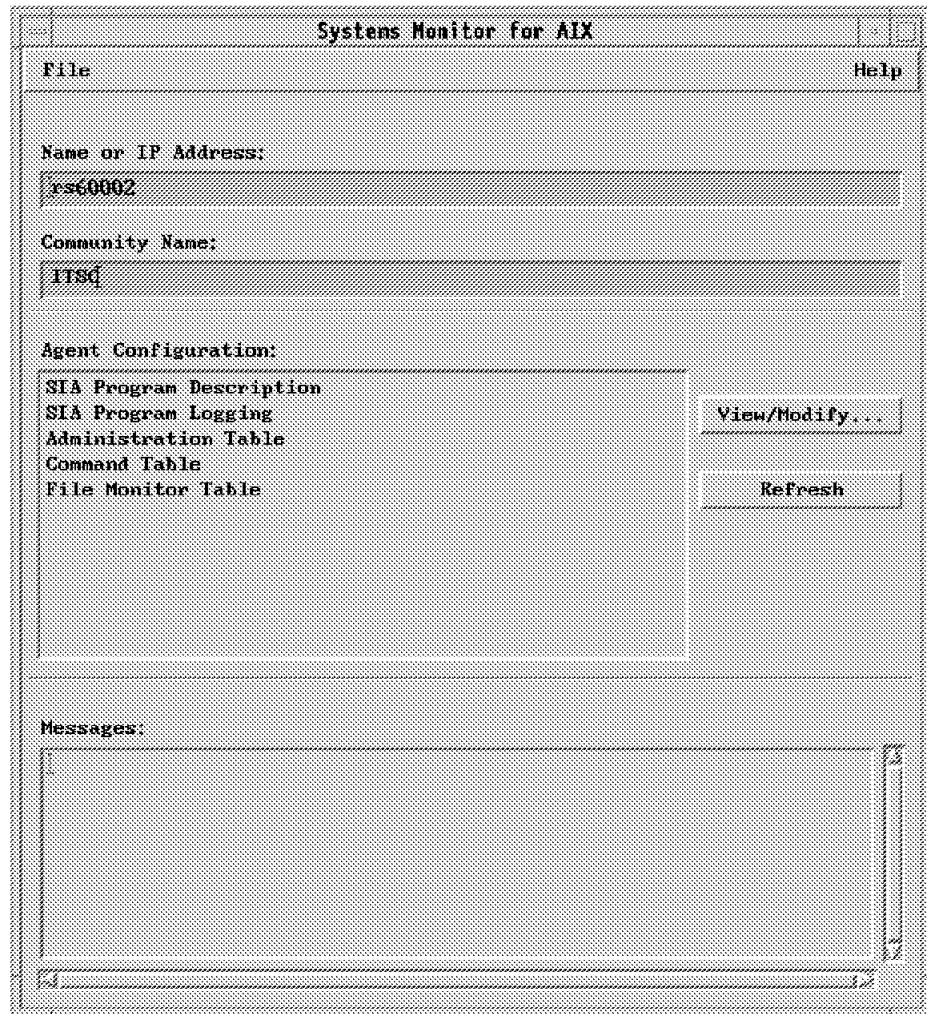 Systems Monitor for AIX
File Help
Name or IP Address:
rs60002
Community Name:
ITSC
Agent Configuration:
SIA Program Description
SIA Program Logging
Administration Table
Command Table
File Monitor Table
View/Modify...
Refresh
Messages: